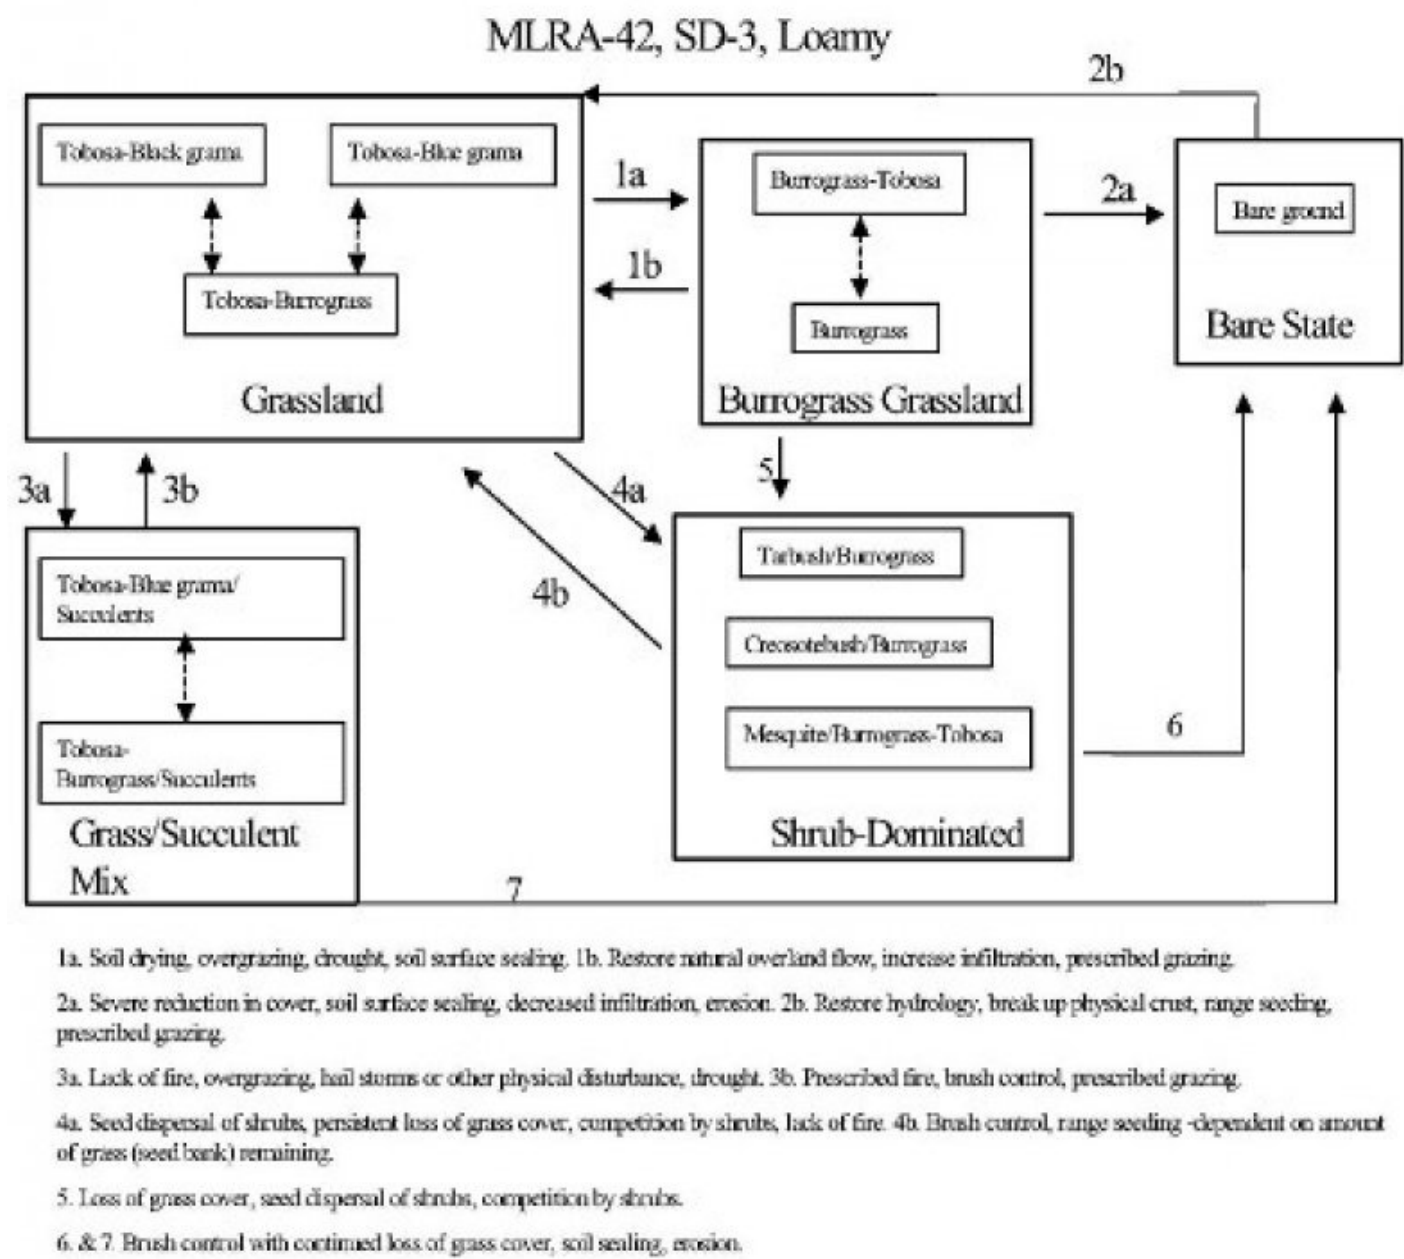 MLRA-42, SD-3, Loamy
2b
Tobosa-Black grama
Tobosa-Blue grama
Tobosa-Burrograss
Grassland
1a
1b
Burrograss-Tobosa
Burrograss
Burrograss Grassland
2a
Bare ground
Bare State
3a
3b
4a
4b
5
Tobosa-Blue grama/
Succulents
Tobosa-
Burrograss/Succulents
Grass/Succulent
Mix
Tarbush/Burrograss
Creosotebush/Burrograss
Mesquite/Burrograss-Tobosa
Shrub-Dominated
6
7
1a. Soil drying, overgrazing, drought, soil surface sealing. 1b. Restore natural overland flow, increase infiltration, prescribed grazing.
2a. Severe reduction in cover, soil surface sealing, decreased infiltration, erosion. 2b. Restore hydrology, break up physical crust, range seeding,
prescribed grazing.
3a. Lack of fire, overgrazing, hail storms or other physical disturbance, drought. 3b. Prescribed fire, brush control, prescribed grazing.
4a. Seed dispersal of shrubs, persistent loss of grass cover, competition by shrubs, lack of fire. 4b. Brush control, range seeding -dependent on amount
of grass (seed bank) remaining.
5. Loss of grass cover, seed dispersal of shrubs, competition by shrubs.
6. & 7. Brush control with continued loss of grass cover, soil sealing, erosion.